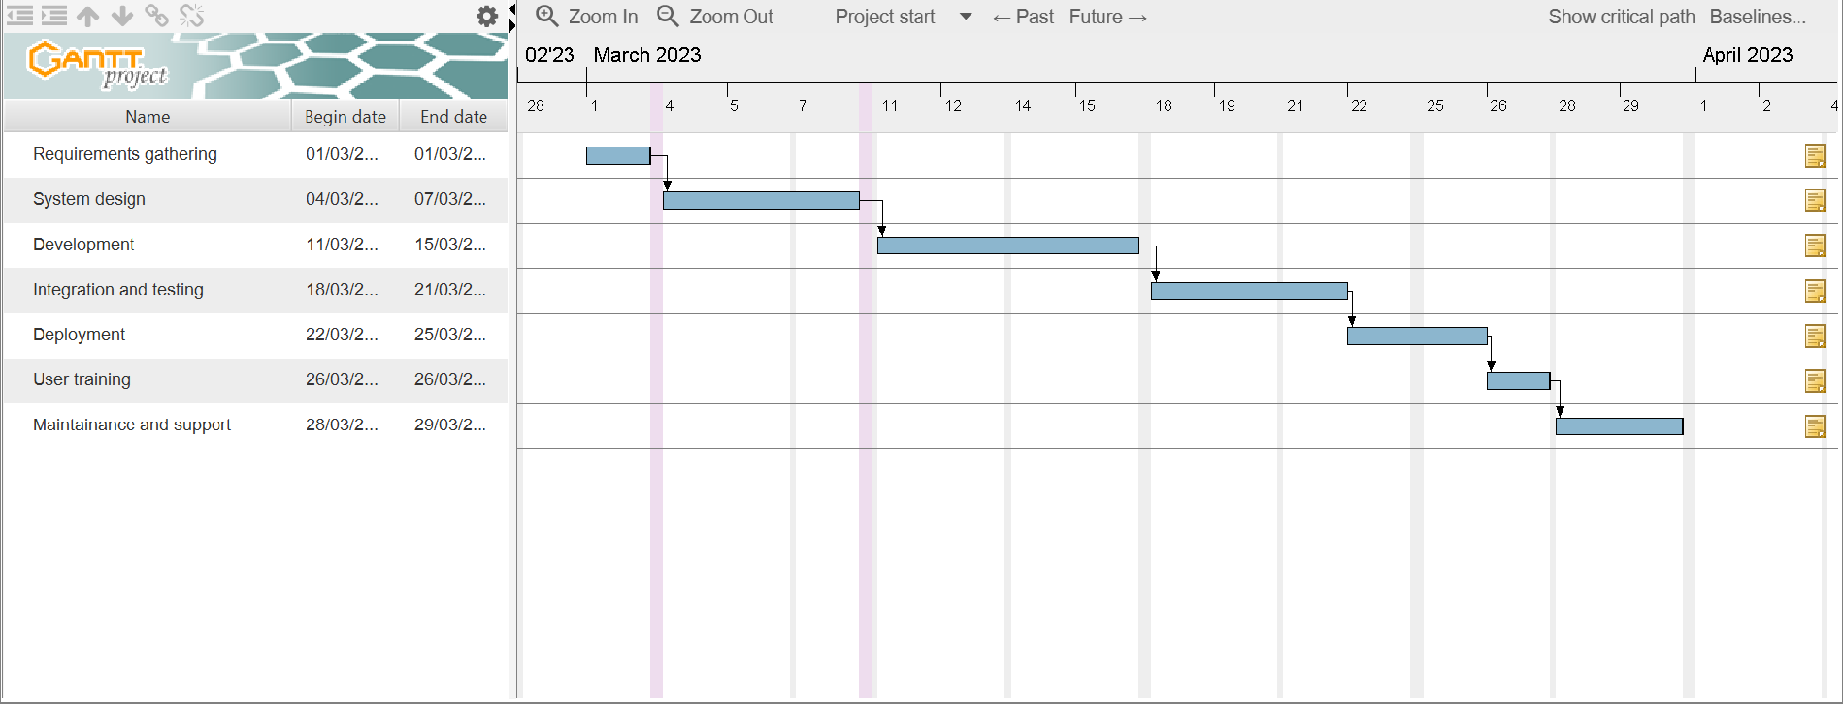 Zoom In Zoom Out Project start ← Past Future → Show critical path Baselines...
GANTT project
02'23 March 2023 April 2023
28 1 4 5 7 11 12 14 15 18 19 21 22 25 26 28 29 1 2 4
Name Begin date End date
Requirements gathering 01/03/2... 01/03/2...
System design 04/03/2... 07/03/2...
Development 11/03/2... 15/03/2...
Integration and testing 18/03/2... 21/03/2...
Deployment 22/03/2... 25/03/2...
User training 26/03/2... 26/03/2...
Maintainance and support 28/03/2... 29/03/2...